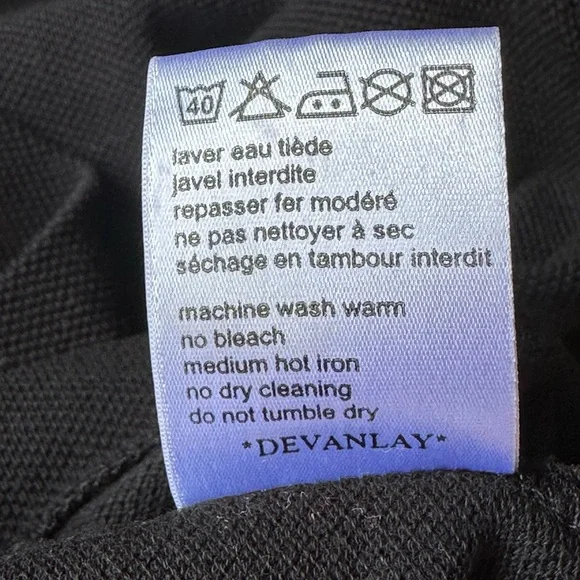 40
laver eau tiède
javel interdite
repasser fer modéré
ne pas nettoyer à sec
séchage en tambour interdit
machine wash warm
no bleach
medium hot iron
no dry cleaning
do not tumble dry
*DEVANLAY*